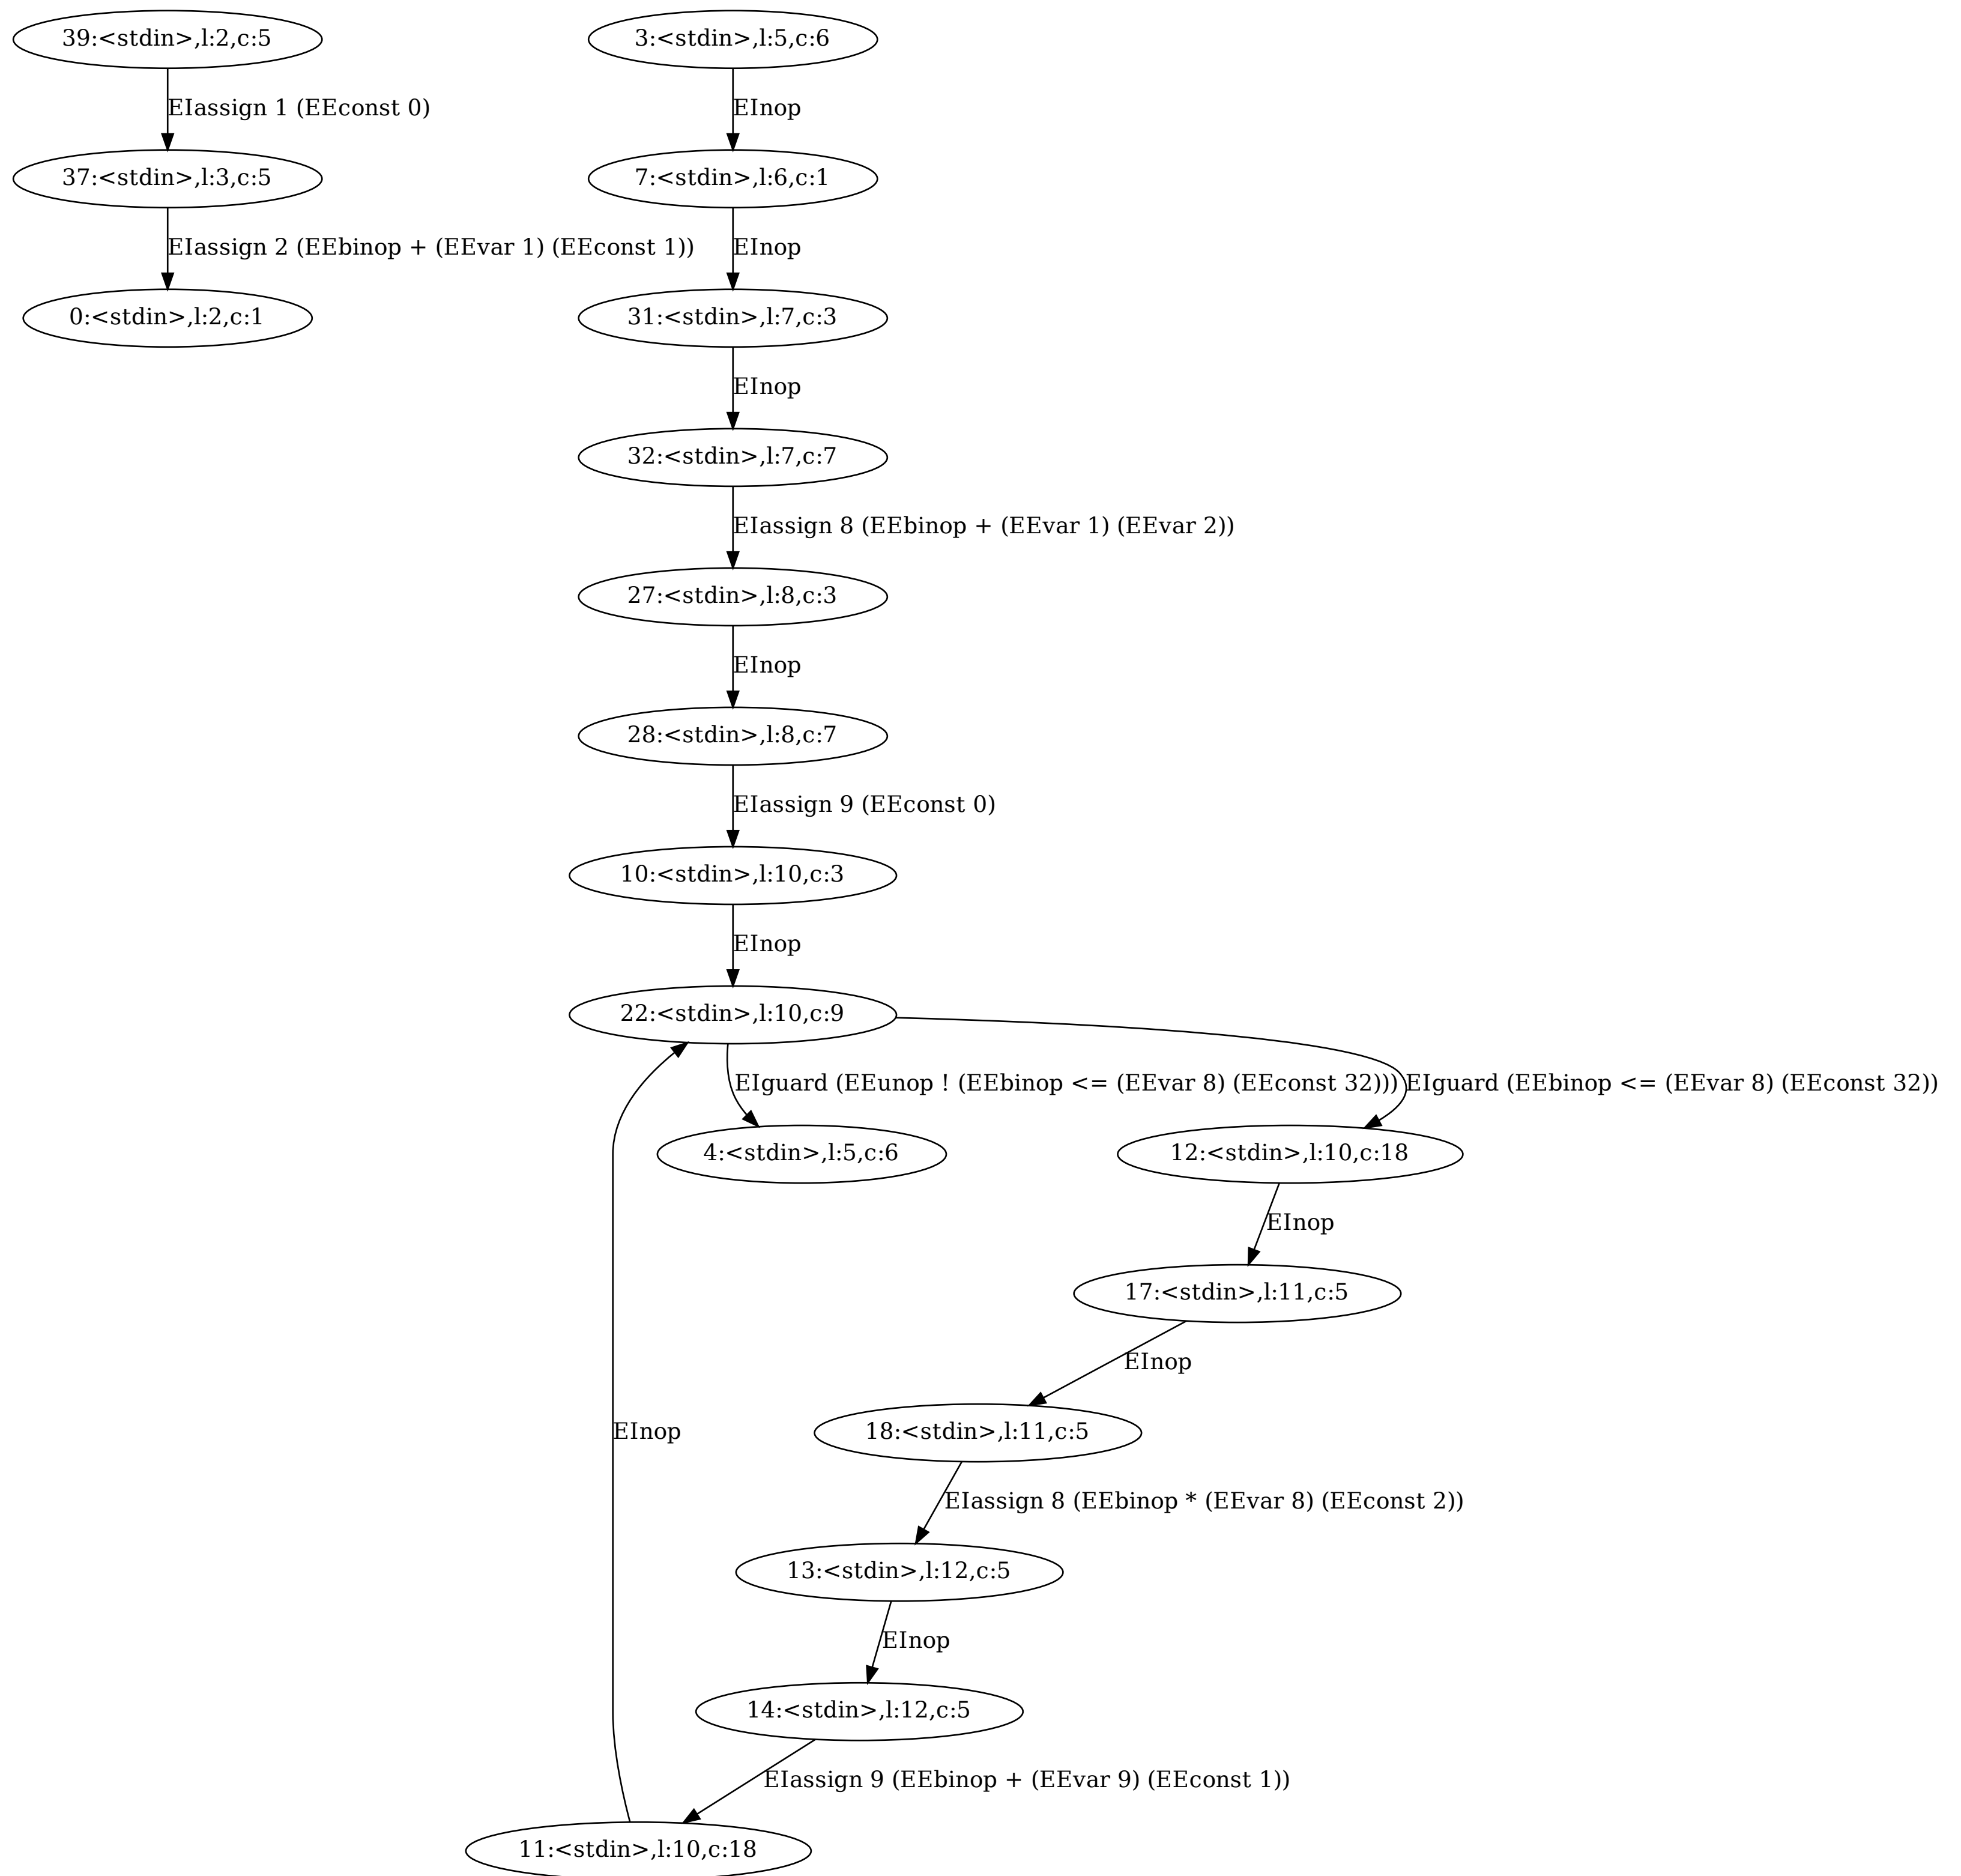 39:<stdin>,l:2,c:5
3:<stdin>,l:5,c:6
EIassign 1 (EEconst 0)
EInop
37:<stdin>,l:3,c:5
7:<stdin>,l:6,c:1
EIassign 2 (EEbinop + (EEvar 1) (EEconst 1))
EInop
0:<stdin>,l:2,c:1
31:<stdin>,l:7,c:3
EInop
32:<stdin>,l:7,c:7
EIassign 8 (EEbinop + (EEvar 1) (EEvar 2))
27:<stdin>,l:8,c:3
EInop
28:<stdin>,l:8,c:7
EIassign 9 (EEconst 0)
10:<stdin>,l:10,c:3
EInop
22:<stdin>,l:10,c:9
EIguard (EEunop ! (EEbinop <= (EEvar 8) (EEconst 32)))
EIguard (EEbinop <= (EEvar 8) (EEconst 32))
4:<stdin>,l:5,c:6
12:<stdin>,l:10,c:18
EInop
17:<stdin>,l:11,c:5
EInop
18:<stdin>,l:11,c:5
EInop
EIassign 8 (EEbinop * (EEvar 8) (EEconst 2))
13:<stdin>,l:12,c:5
EInop
14:<stdin>,l:12,c:5
EIassign 9 (EEbinop + (EEvar 9) (EEconst 1))
11:<stdin>,l:10,c:18